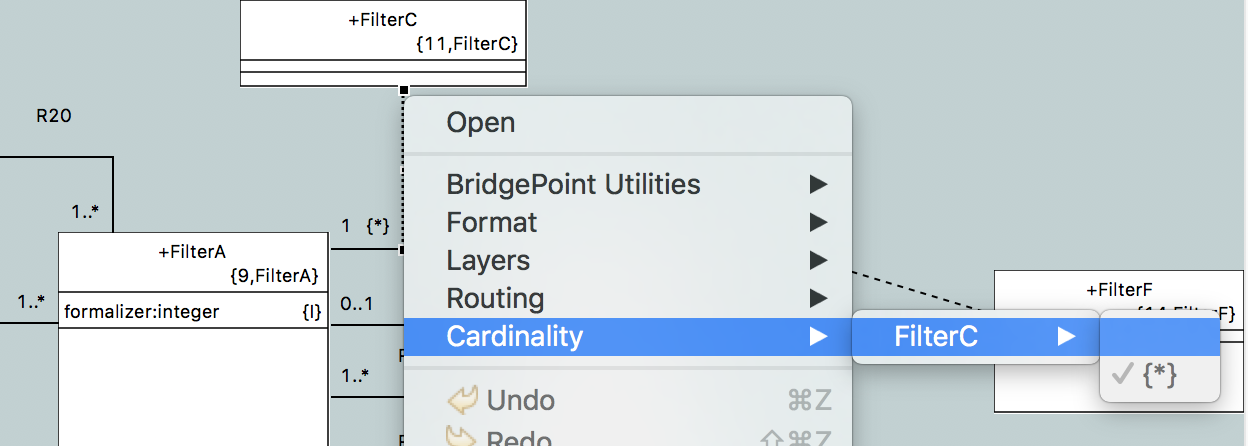 +FilterC
{11,FilterC}
R20
1..*
1 {*}
+FilterA
{9,FilterA}
1..*
formalizer:integer {I}
0..1
1..*
Open
BridgePoint Utilities
Format
Layers
Routing
Cardinality
Undo ⌘Z
Redo ⇧⌘Z
FilterC
✓ {*}
+FilterF
{14,FilterF}